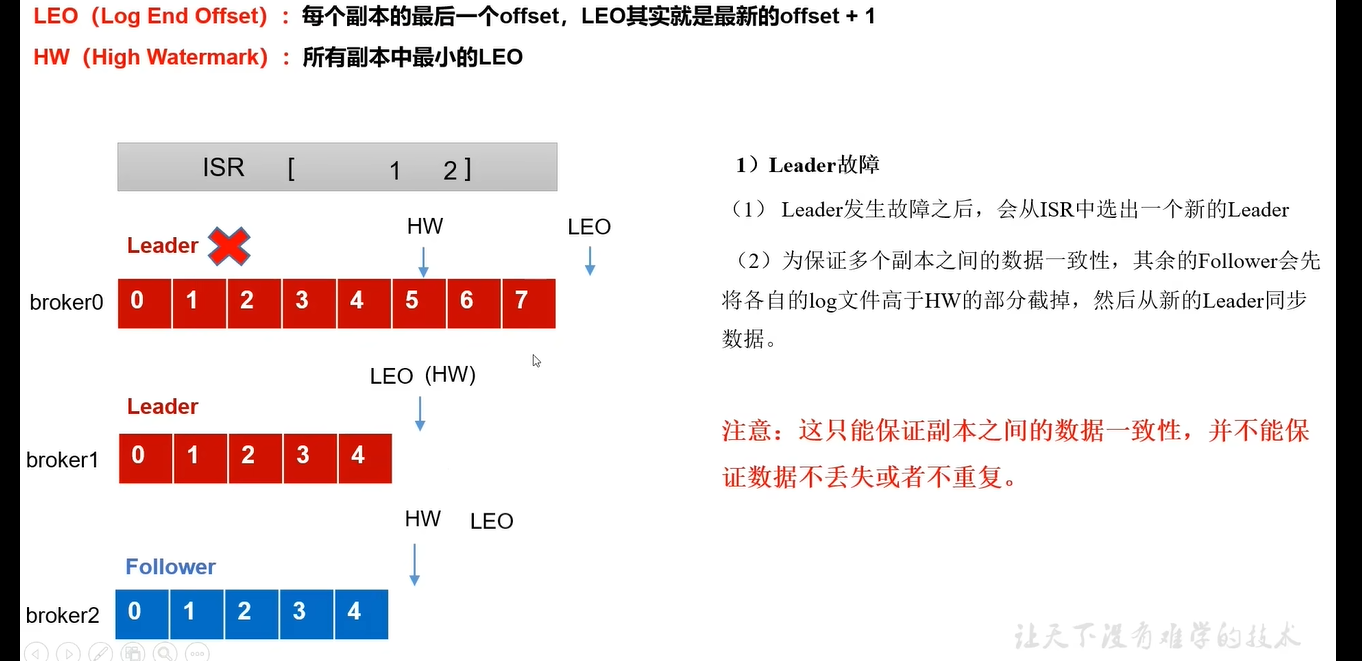 LEO（Log End Offset）：每个副本的最后一个offset，LEO其实就是最新的offset + 1
HW（High Watermark）：所有副本中最小的LEO
ISR [ 1 2 ]
Leader
HW
LEO
broker0
0 1 2 3 4 5 6 7
LEO (HW)
Leader
broker1
0 1 2 3 4
HW LEO
Follower
broker2
0 1 2 3 4
1）Leader故障
（1） Leader发生故障之后，会从ISR中选出一个新的Leader
（2）为保证多个副本之间的数据一致性，其余的Follower会先
将各自的log文件高于HW的部分截掉，然后从新的Leader同步
数据。
注意：这只能保证副本之间的数据一致性，并不能保
证数据不丢失或者不重复。
让天下没有难学的技术